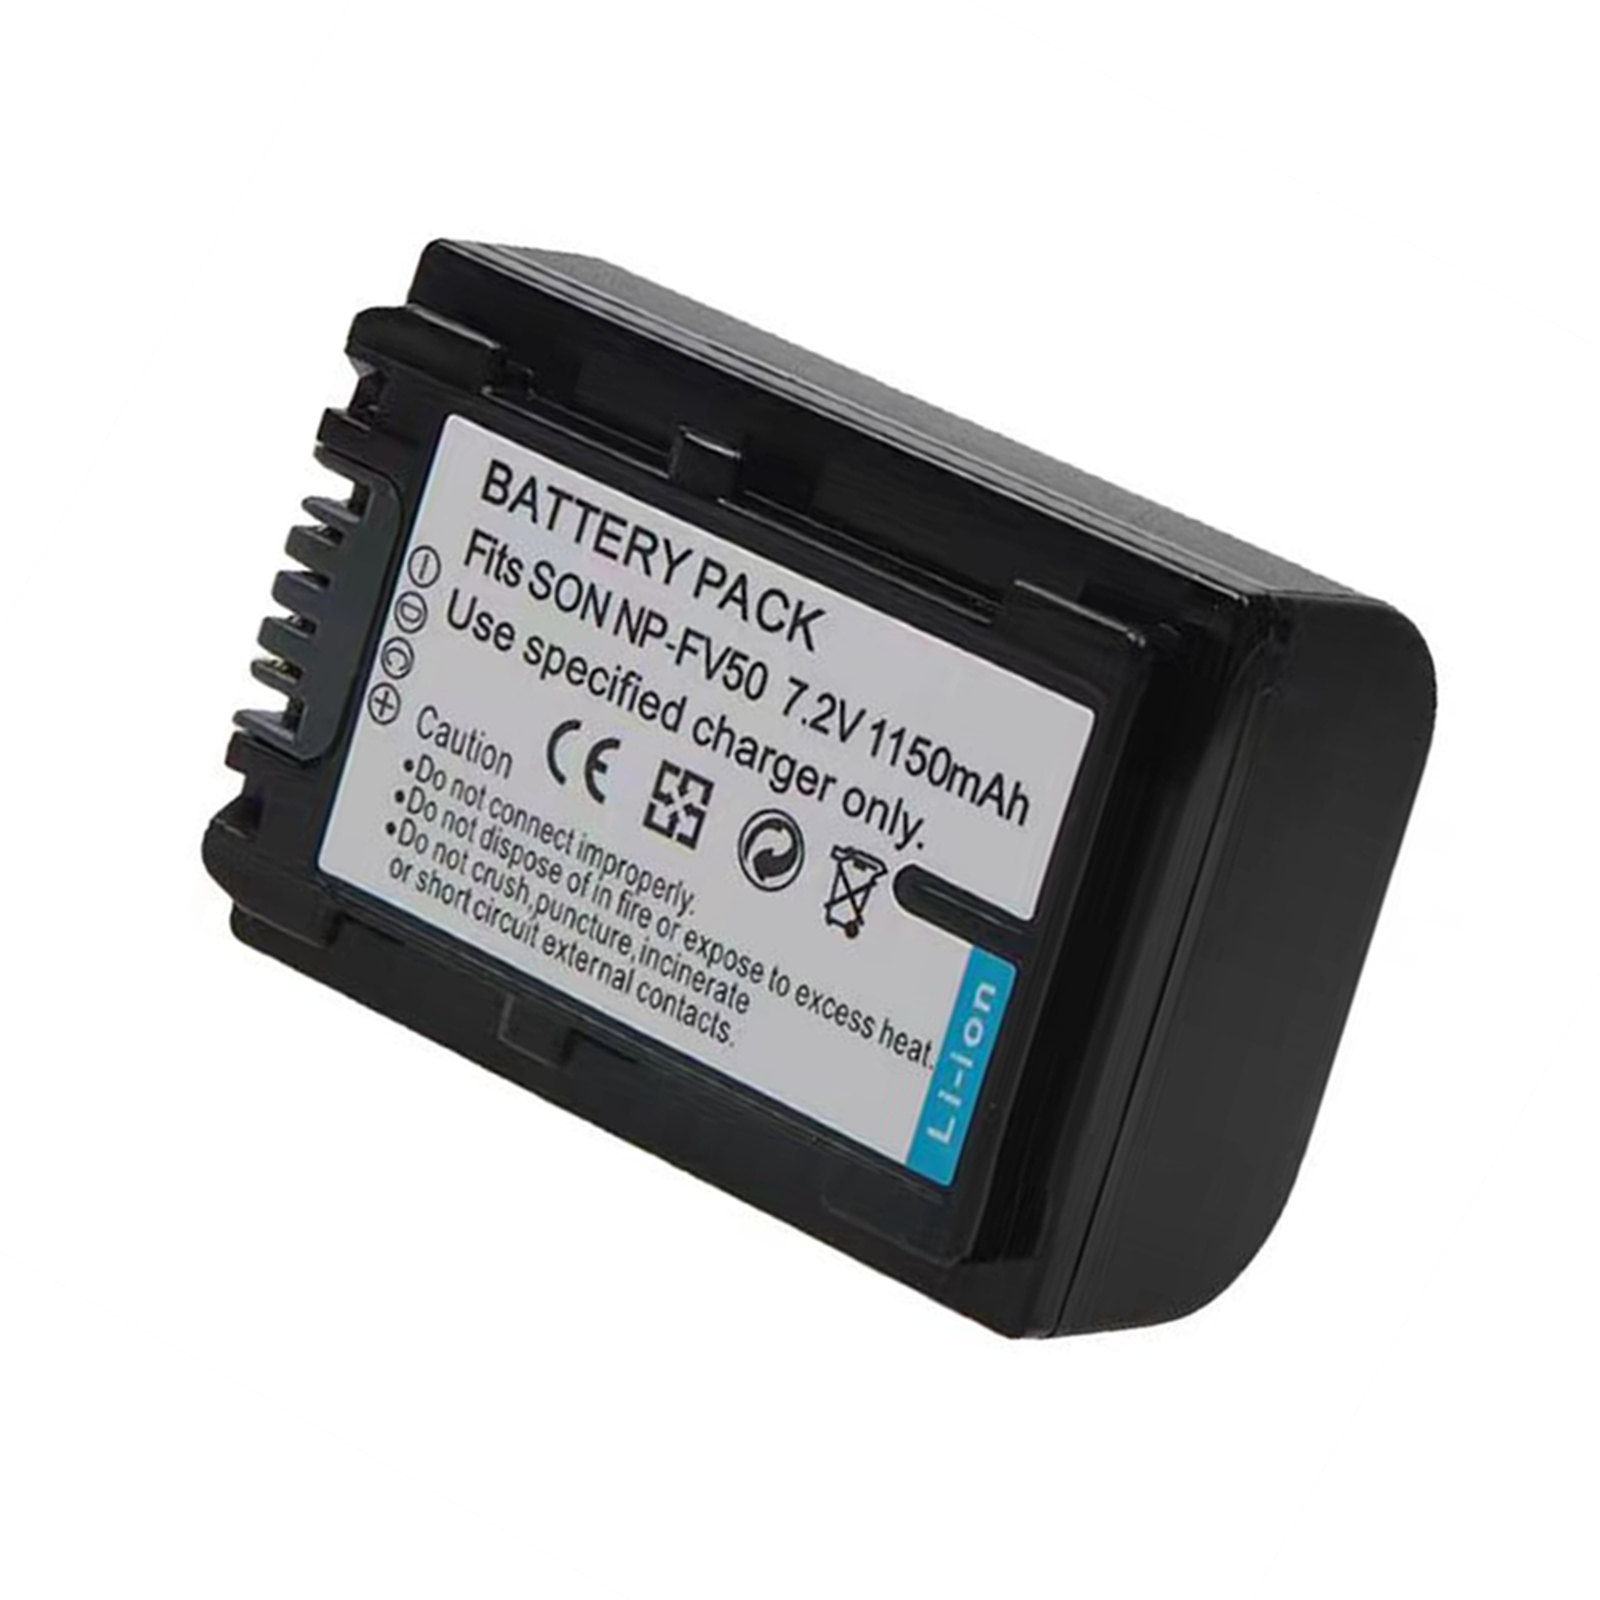 BATTERY PACK
Fits SON NP-FV50 7.2V 1150mAh
Use specified charger only.
Caution
CE
•Do not connect improperly.
•Do not dispose of in fire or expose to excess heat.
•Do not crush,puncture,incinerate
or short circuit external contacts.
Li-ion